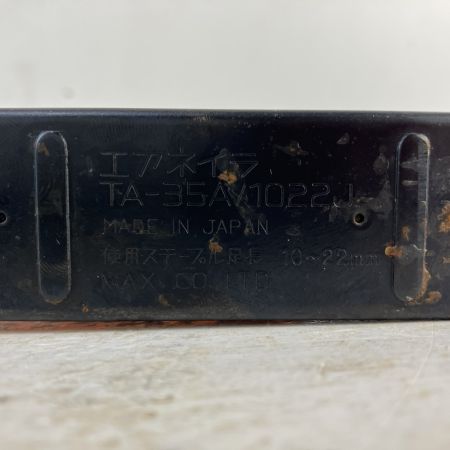 エアネイラ
TA-35A/1022J
MADE IN JAPAN
使用ステープル足長 10～22mm
MAX CO.,LTD.